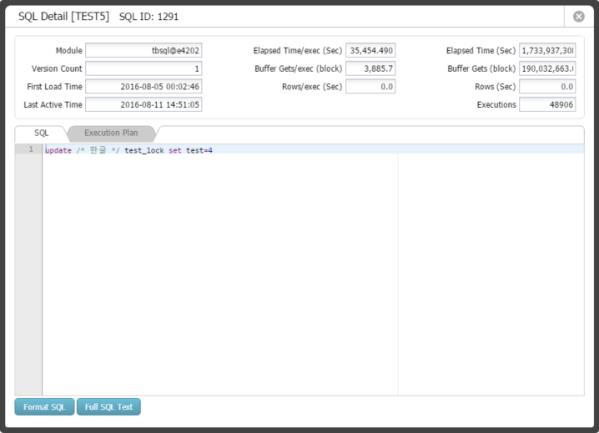 SQL Detail [TEST5] SQL ID: 1291
Module tbsql@e4202 Elapsed Time/exec (Sec) 35,454.490 Elapsed Time (Sec) 1,733,937,30
Version Count 1 Buffer Gets/exec (block) 3,885.7 Buffer Gets (block) 190,032,663.
First Load Time 2016-08-05 00:02:46 Rows/exec (Sec) 0.0 Rows (Sec) 0.0
Last Active Time 2016-08-11 14:51:05 Executions 48906
SQL Execution Plan
1 update /* 한글 */ test_lock set test=4
Format SQL Full SQL Text